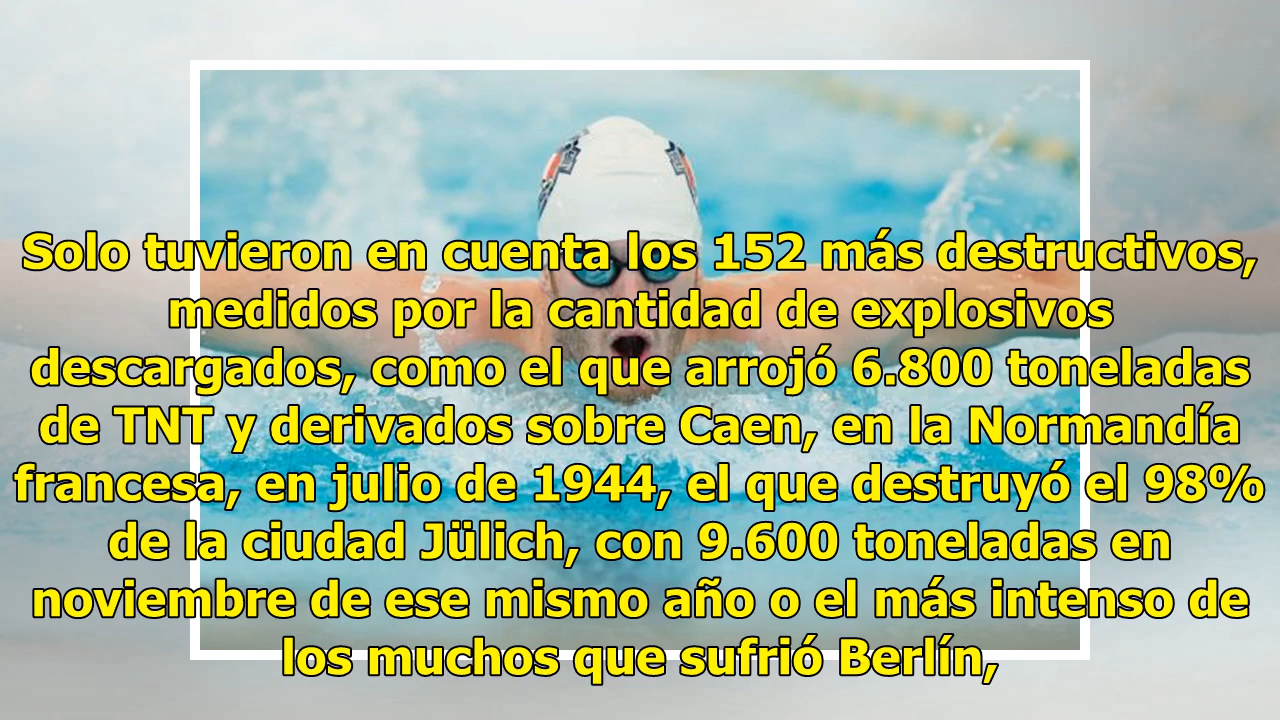 Solo tuvieron en cuenta los 152 más destructivos,
medidos por la cantidad de explosivos
descargados, como el que arrojó 6.800 toneladas
de TNT y derivados sobre Caen, en la Normandía
francesa, en julio de 1944, el que destruyó el 98%
de la ciudad Jülich, con 9.600 toneladas en
noviembre de ese mismo año o el más intenso de
los muchos que sufrió Berlín,